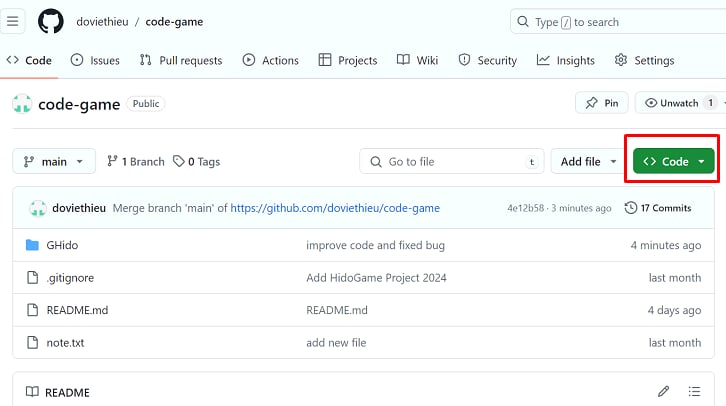 doviethieu / code-game
Type / to search
Code Issues Pull requests Actions Projects Wiki Security Insights Settings
code-game Public
Pin Unwatch 1
main 1 Branch 0 Tags Go to file t Add file Code
doviethieu Merge branch 'main' of https://github.com/doviethieu/code-game 4e12b58 · 3 minutes ago 17 Commits
GHido improve code and fixed bug 4 minutes ago
.gitignore Add HidoGame Project 2024 last month
README.md README.md 4 days ago
note.txt add new file last month
README